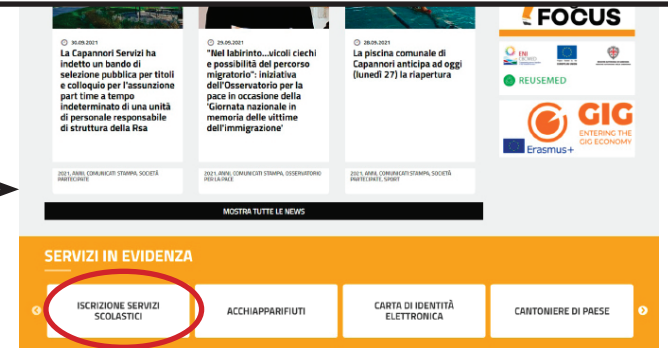 30.09.2021
La Capannori Servizi ha
indetto un bando di
selezione pubblica per titoli
e colloquio per l'assunzione
part time a tempo
indeterminato di una unità
di personale responsabile
di struttura della Rsa
2021, ANNI, COMUNICATI STAMPA, SOCIETÀ
PARTECIPATE
29.09.2021
"Nel labirinto...vicoli ciechi
e possibilità del percorso
migratorio": iniziativa
dell'Osservatorio per la
pace in occasione della
'Giornata nazionale in
memoria delle vittime
dell'immigrazione'
2021, ANNI, COMUNICATI STAMPA, OSSERVATORIO
PER LA PACE
28.09.2021
La piscina comunale di
Capannori anticipa ad oggi
(lunedì 27) la riapertura
2021, ANNI, COMUNICATI STAMPA, SOCIETÀ
PARTECIPATE, SPORT
FOCUS
ENI
REUSEMED
GIG
ENTERING THE
GIG ECONOMY
Erasmus+
MOSTRA TUTTE LE NEWS
SERVIZI IN EVIDENZA
ISCRIZIONE SERVIZI
SCOLASTICI
ACCHIAPPARIFIUTI
CARTA DI IDENTITÀ
ELETTRONICA
CANTONIERE DI PAESE